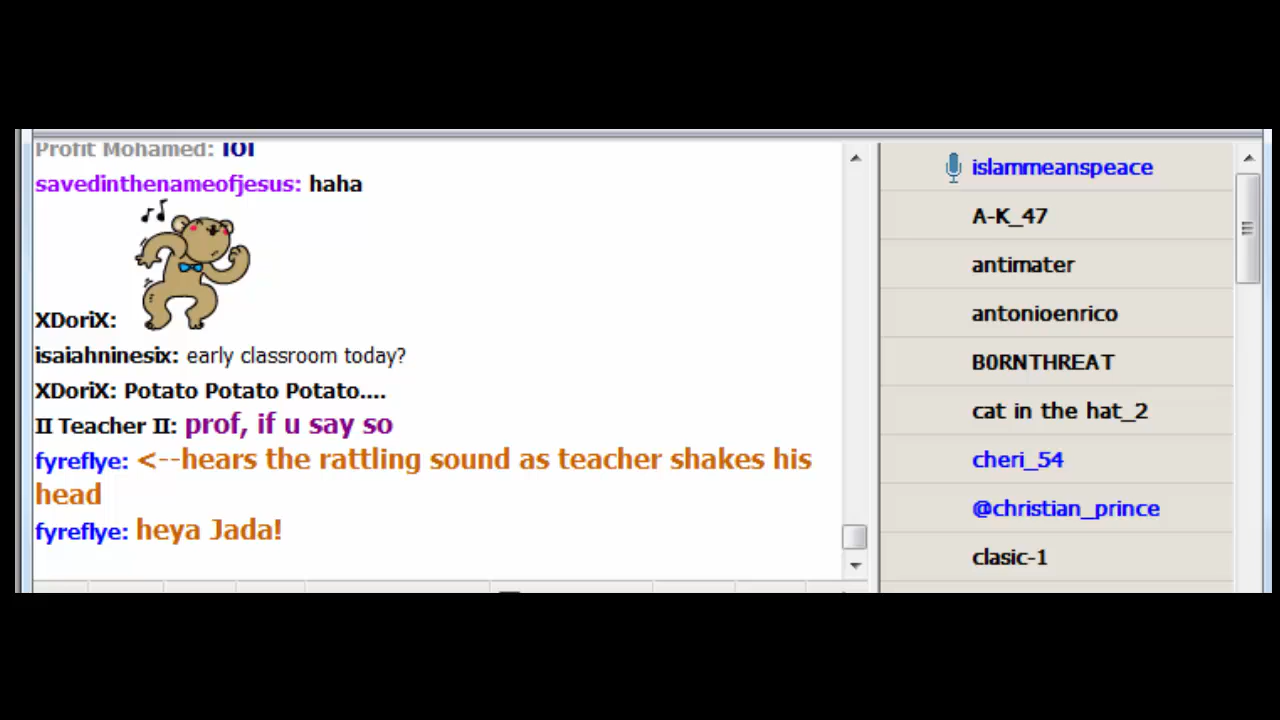 Profit Mohamed: lol
savedinthenameofjesus: haha
XDoriX:
isaiahninesix: early classroom today?
XDoriX: Potato Potato Potato....
II Teacher II: prof, if u say so
fyreflye: <--hears the rattling sound as teacher shakes his
head
fyreflye: heya Jada!
islammeanspeace
A-K_47
antimater
antonioenrico
B0RNTHREAT
cat in the hat_2
cheri_54
@christian_prince
clasic-1